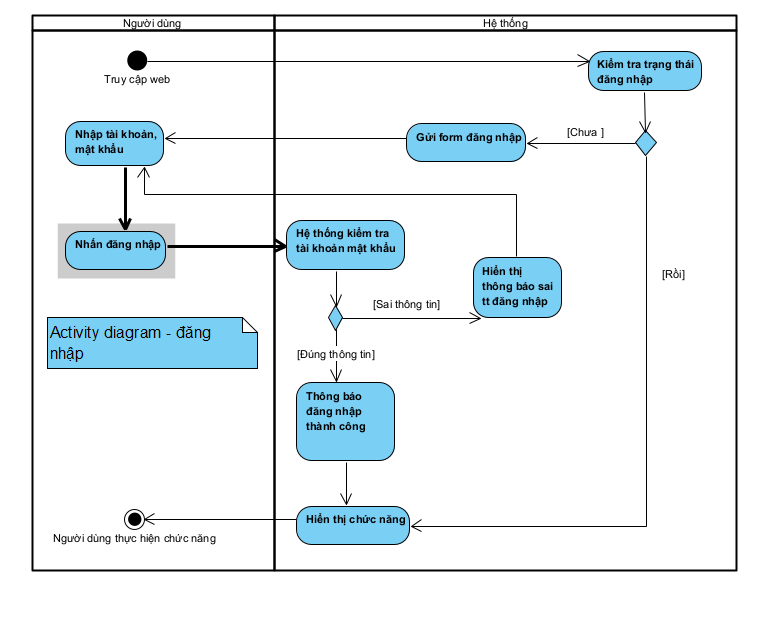 Người dùng
Hệ thống
Truy cập web
Kiểm tra trạng thái
đăng nhập
[Chưa ]
Gửi form đăng nhập
Nhập tài khoản,
mật khẩu
Nhấn đăng nhập
Hệ thống kiểm tra
tài khoản mật khẩu
Hiển thị
thông báo sai
tt đăng nhập
[Rồi]
[Sai thông tin]
Activity diagram - đăng
nhập
[Đúng thông tin]
Thông báo
đăng nhập
thành công
Hiển thị chức năng
Người dùng thực hiện chức năng